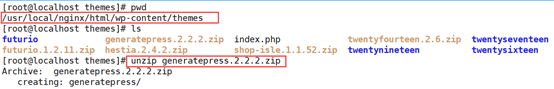 [root@localhost themes]# pwd
/usr/local/nginx/html/wp-content/themes
[root@localhost themes]# ls
futurio generatepress.2.2.2.zip index.php twentyfourteen.2.6.zip twentyseventeen
futurio.1.2.11.zip hestia.2.4.2.zip shop-isle.1.1.52.zip twentynineteen twentysixteen
[root@localhost themes]# unzip generatepress.2.2.2.zip
Archive: generatepress.2.2.2.zip
creating: generatepress/